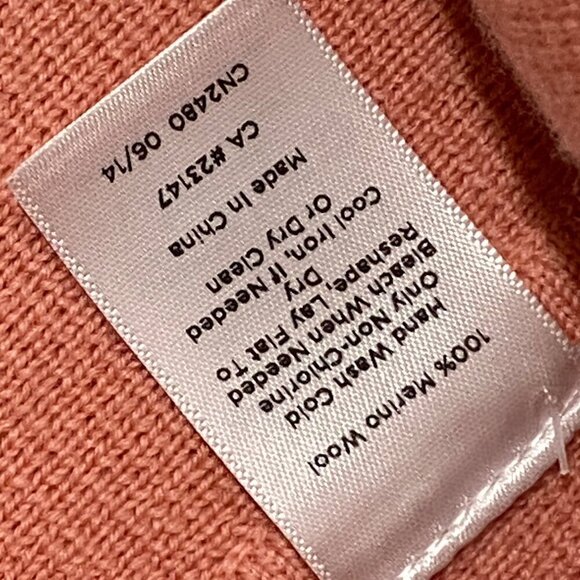 100% Merino Wool
Hand Wash Cold
Only Non-Chlorine
Bleach When Needed
Reshape, Lay Flat To
Dry
Cool Iron, If Needed
Or Dry Clean
Made In China
CA #23147
CN2480 06/14